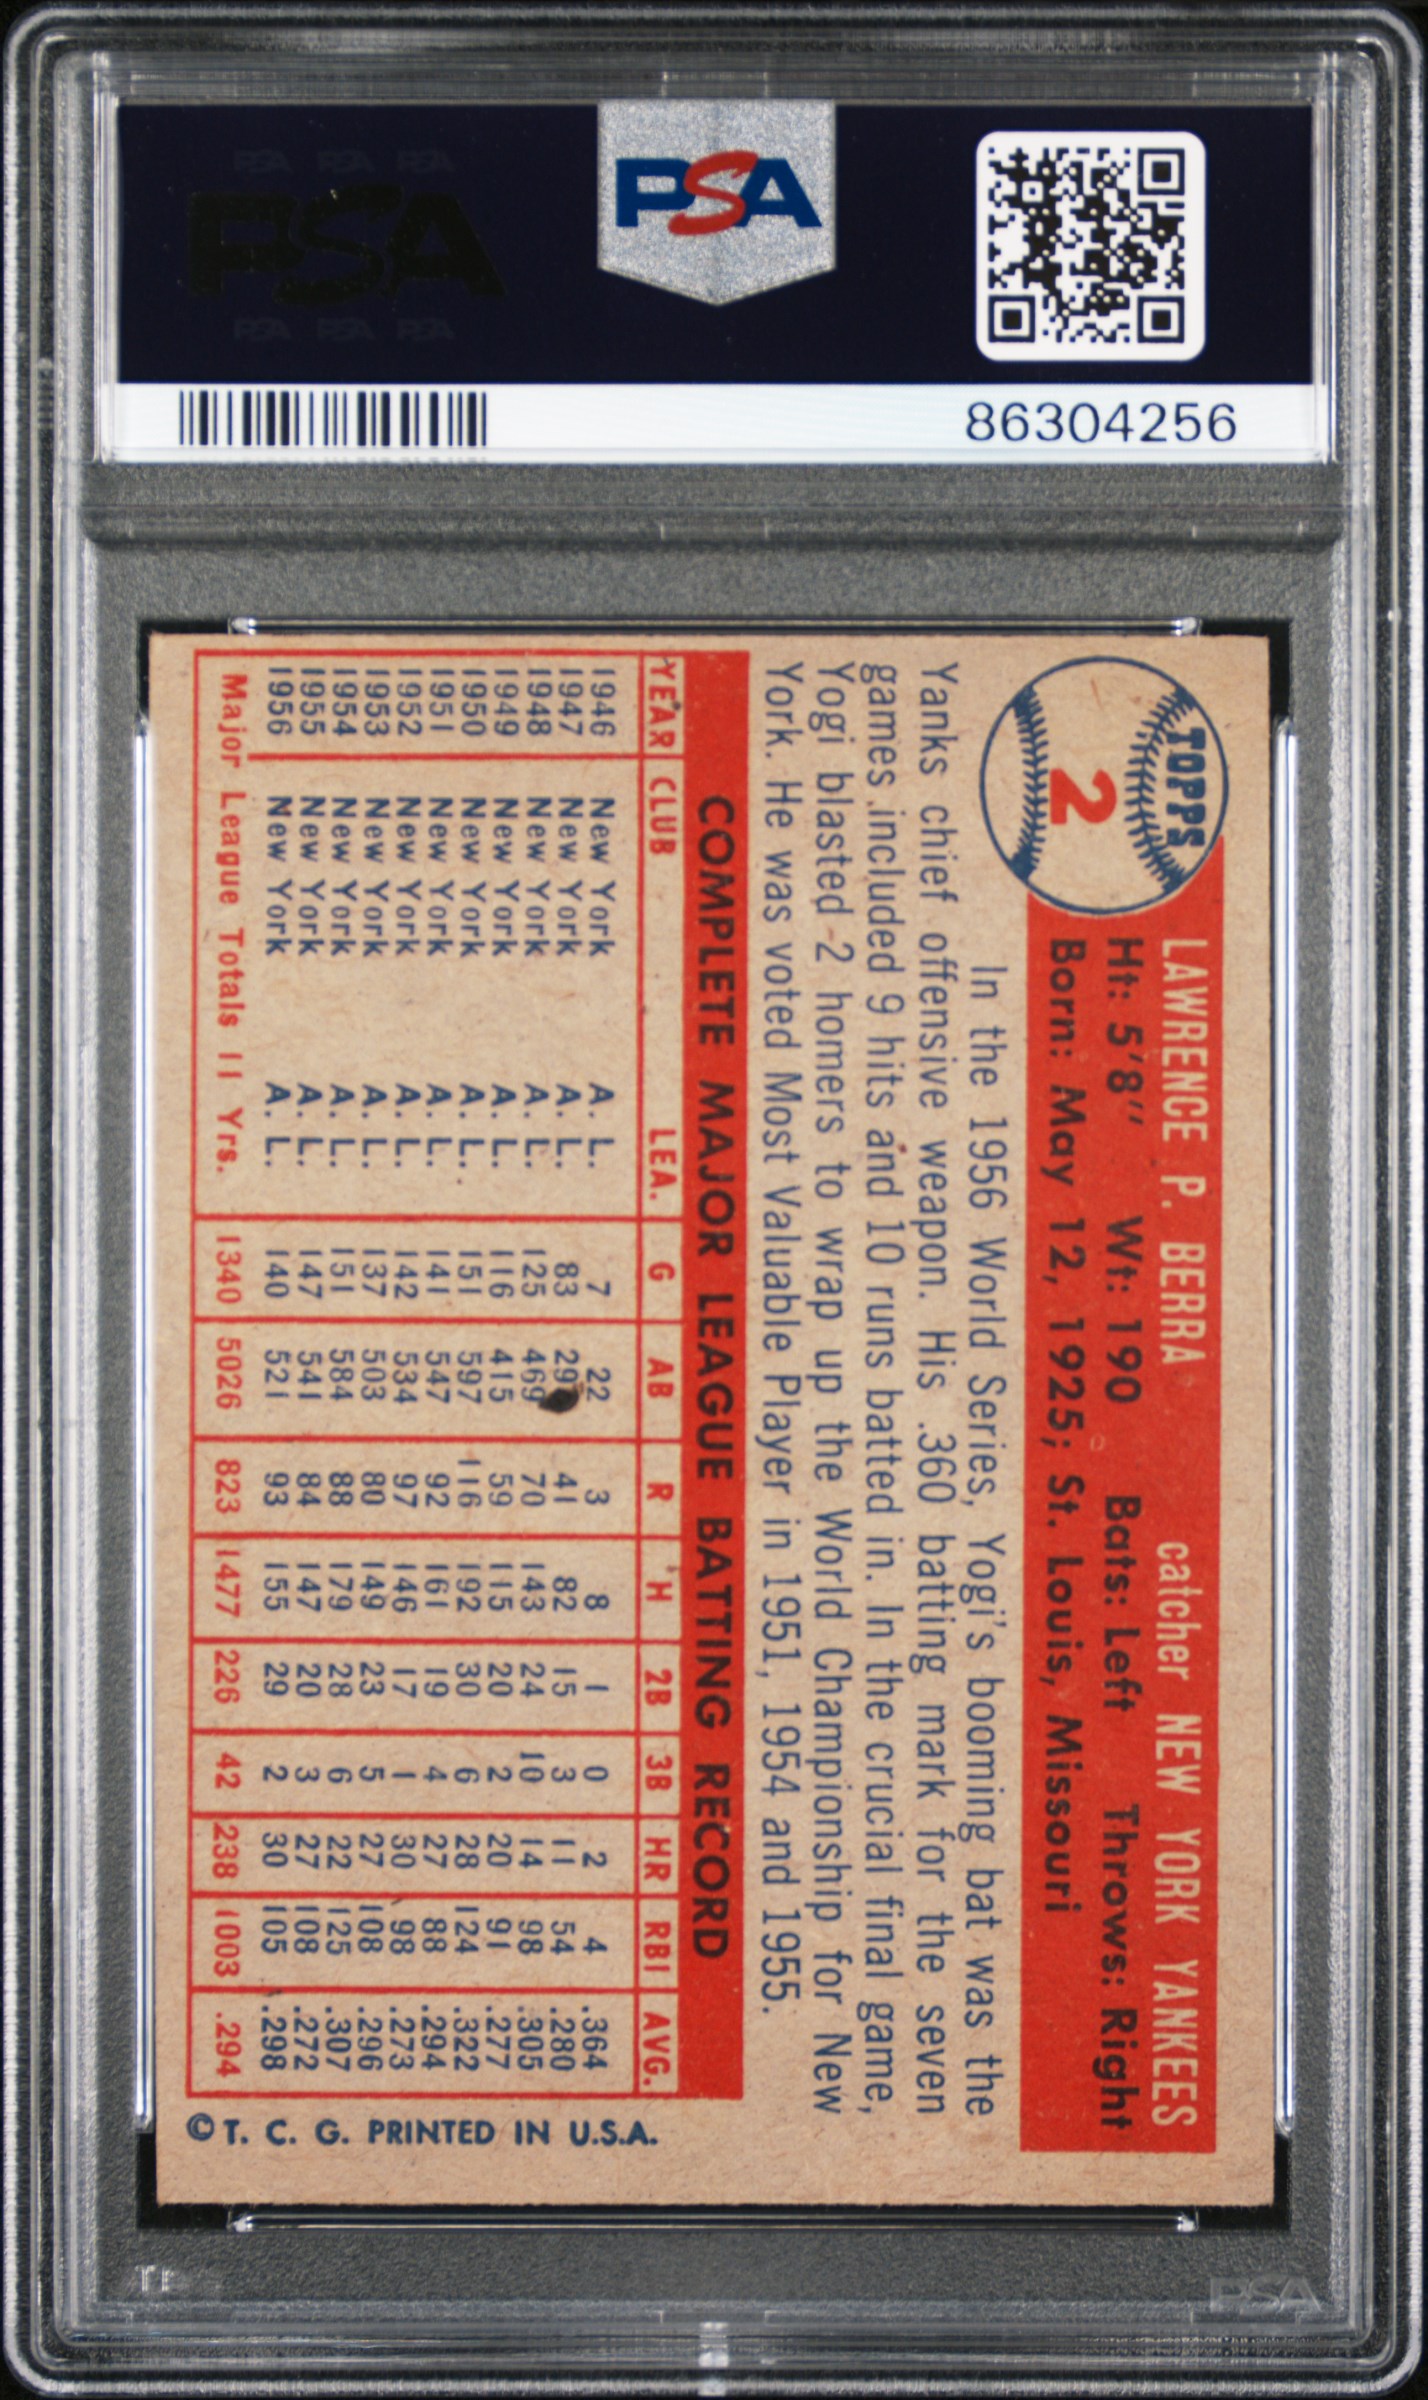 PSA PSA PSA
PSA
PSA PSA PSA
PSA
86304256
TOPPS
2
LAWRENCE P. BERRA catcher NEW YORK YANKEES
Ht: 5'8" Wt: 190 Bats: Left Throws: Right
Born: May 12, 1925; St. Louis, Missouri
In the 1956 World Series, Yogi's booming bat was the
Yanks chief offensive weapon. His .360 batting mark for the seven
games included 9 hits and 10 runs batted in. In the crucial final game,
Yogi blasted 2 homers to wrap up the World Championship for New
York. He was voted Most Valuable Player in 1951, 1954 and 1955.
COMPLETE MAJOR LEAGUE BATTING RECORD
YEAR CLUB LEA. G AB R H 2B 3B HR RBI AVG.
1946 New York A. L. 7 22 3 8 1 0 2 4 .364
1947 New York A. L. 83 41 82 15 3 11 54 .280
1948 New York A. L. 125 469 70 143 24 10 14 98 .305
1949 New York A. L. 116 415 59 115 20 2 20 91 .277
1950 New York A. L. 151 597 116 192 30 6 28 124 .322
1951 New York A. L. 141 547 92 161 19 4 27 88 .294
1952 New York A. L. 142 534 97 146 17 1 30 98 .273
1953 New York A. L. 137 503 80 149 23 5 27 108 .296
1954 New York A. L. 151 584 88 179 28 6 22 125 .307
1955 New York A. L. 147 541 84 147 20 3 27 108 .272
1956 New York A. L. 140 521 93 155 29 2 30 105 .298
Major League Totals 11 Yrs. 1340 5026 823 1477 226 42 238 1003 .294
©T. C. G. PRINTED IN U.S.A.
PSA